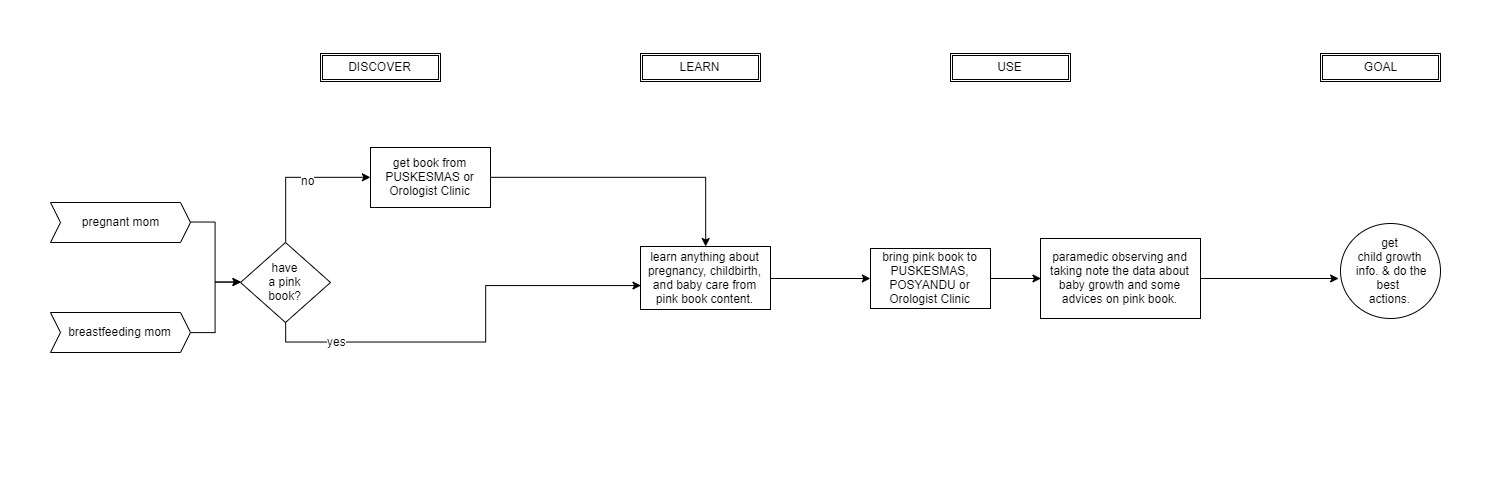 DISCOVER
LEARN
USE
GOAL
get book from
PUSKESMAS or
Orologist Clinic
no
pregnant mom
breastfeeding mom
have
a pink
book?
yes
learn anything about
pregnancy, childbirth,
and baby care from
pink book content.
bring pink book to
PUSKESMAS,
POSYANDU or
Orologist Clinic
paramedic observing and
taking note the data about
baby growth and some
advices on pink book.
get
child growth
info. & do the
best
actions.